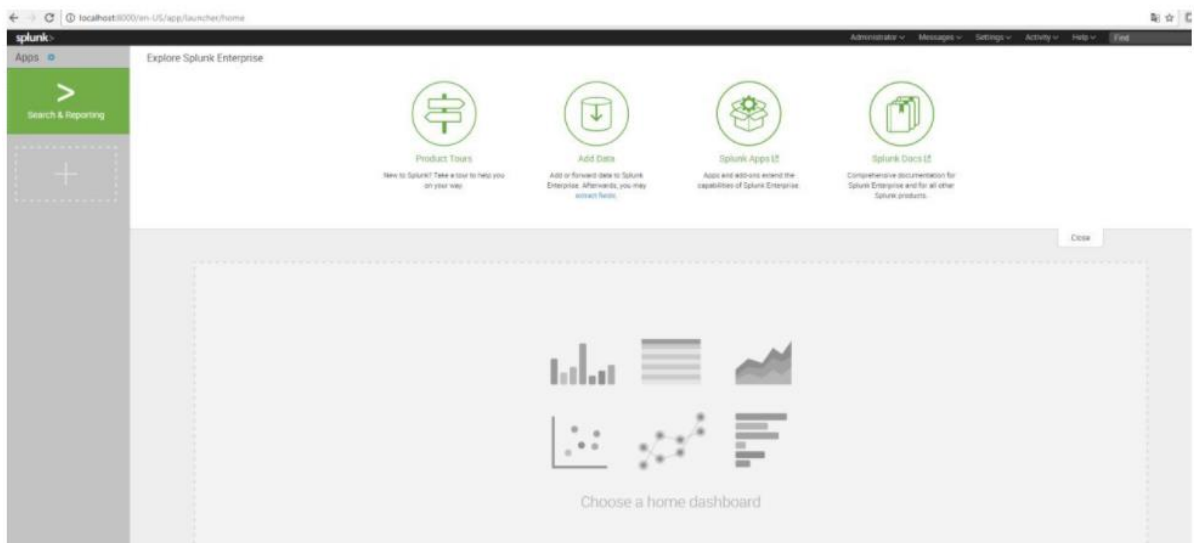 localhost:8000/en-US/app/launcher/home
splunk>
Administrator
Messages
Settings
Activity
Help
Find
Apps
Explore Splunk Enterprise
>
Search & Reporting
Product Tours
New to Splunk? Take a tour to help you
on your way.
Add Data
Add or forward data to Splunk
Enterprise. Afterwards, you may
extract fields.
Splunk Apps
Apps and add-ons extend the
capabilities of Splunk Enterprise.
Splunk Docs
Comprehensive documentation for
Splunk Enterprise and for all other
Splunk products.
Close
Choose a home dashboard